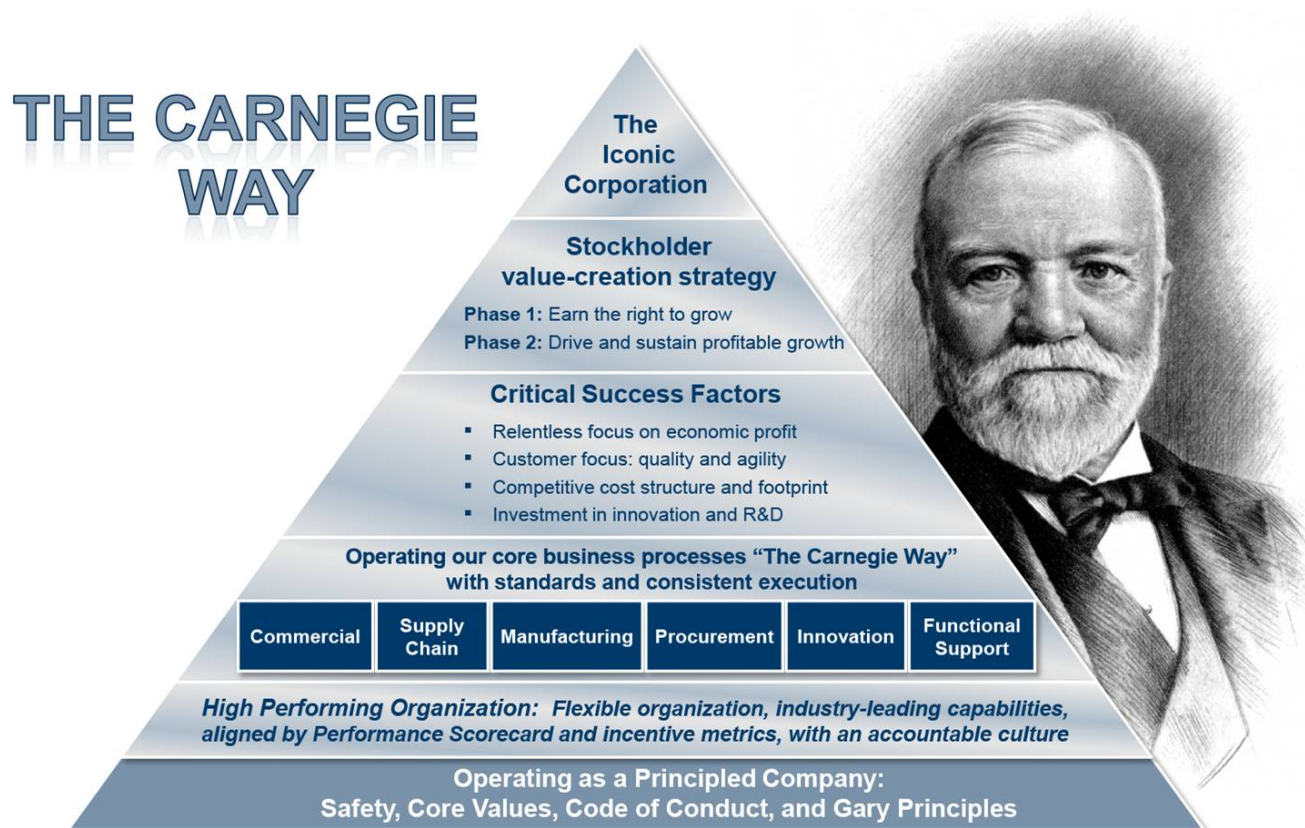 THE CARNEGIE
WAY
The
Iconic
Corporation
Stockholder
value-creation strategy
Phase 1: Earn the right to grow
Phase 2: Drive and sustain profitable growth
Critical Success Factors
▪ Relentless focus on economic profit
▪ Customer focus: quality and agility
▪ Competitive cost structure and footprint
▪ Investment in innovation and R&D
Operating our core business processes “The Carnegie Way”
with standards and consistent execution
Commercial
Supply
Chain
Manufacturing
Procurement
Innovation
Functional
Support
High Performing Organization: Flexible organization, industry-leading capabilities,
aligned by Performance Scorecard and incentive metrics, with an accountable culture
Operating as a Principled Company:
Safety, Core Values, Code of Conduct, and Gary Principles